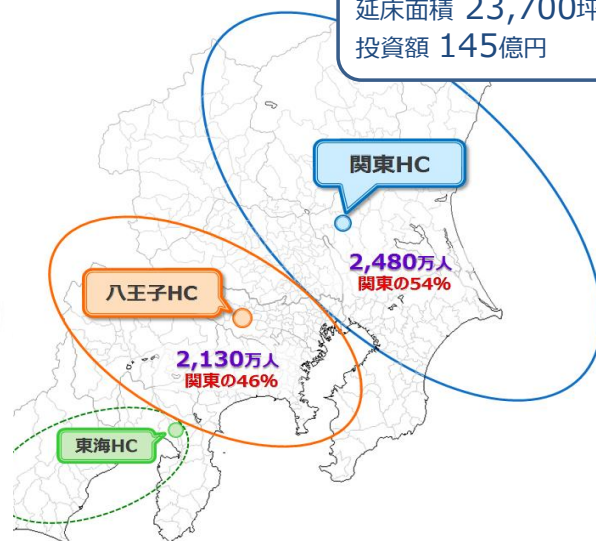 延床面積 23,700坪
投資額 145億円
関東HC
2,480万人
関東の54%
八王子HC
2,130万人
関東の46%
東海HC